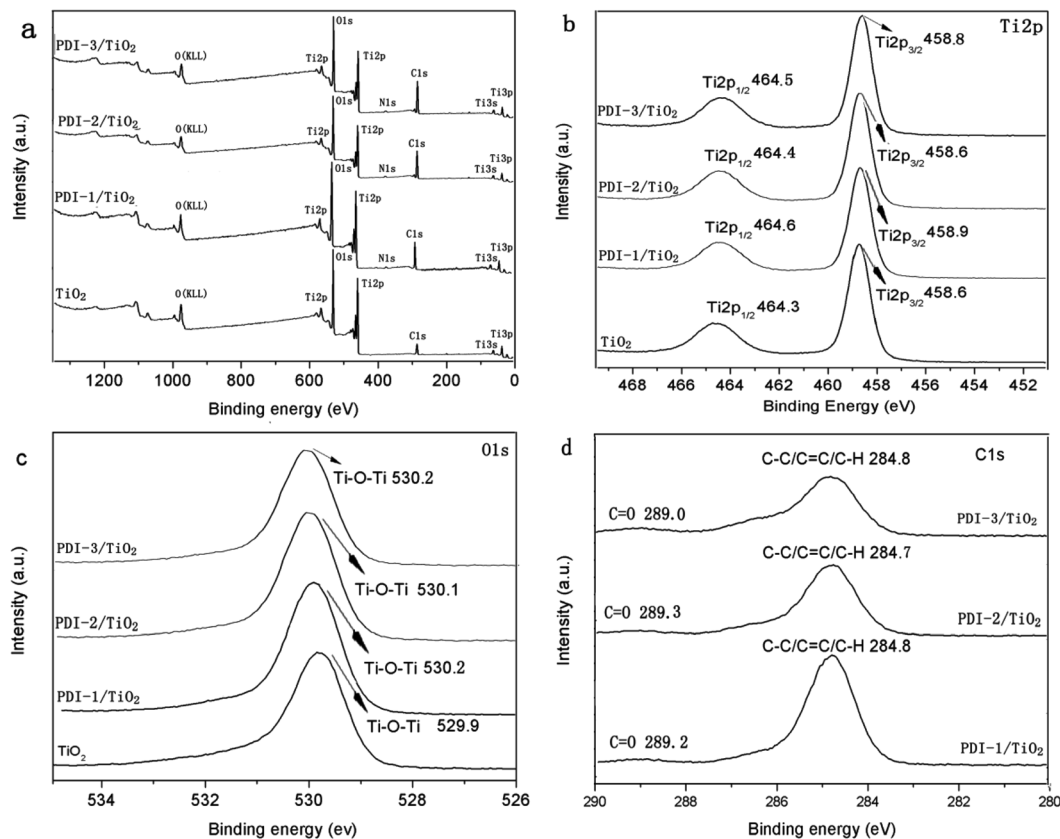 a
PDI-3/TiO2
O(KLL)
Ti2p
O1s
Ti2p
N1s
C1s
Ti3s
Ti3p
PDI-2/TiO2
O(KLL)
Ti2p
O1s
Ti2p
N1s
C1s
Ti3s
Ti3p
PDI-1/TiO2
O(KLL)
Ti2p
O1s
Ti2p
N1s
C1s
Ti3s
Ti3p
TiO2
O(KLL)
Ti2p
O1s
Ti2p
C1s
Ti3s
Ti3p
Intensity (a.u.)
1200 1000 800 600 400 200 0
Binding energy (eV)
b
Ti2p
Ti2p3/2 458.8
Ti2p1/2 464.5
PDI-3/TiO2
Ti2p3/2 458.6
Ti2p1/2 464.4
PDI-2/TiO2
Ti2p3/2 458.9
Ti2p1/2 464.6
PDI-1/TiO2
Ti2p3/2 458.6
Ti2p1/2 464.3
TiO2
Intensity (a.u.)
468 466 464 462 460 458 456 454 452
Binding Energy (eV)
c
O1s
Ti-O-Ti 530.2
PDI-3/TiO2
Ti-O-Ti 530.1
PDI-2/TiO2
Ti-O-Ti 530.2
PDI-1/TiO2
Ti-O-Ti 529.9
TiO2
Intensity (a.u.)
534 532 530 528 526
Binding energy (ev)
d
C1s
C-C/C=C/C-H 284.8
C=O 289.0
PDI-3/TiO2
C-C/C=C/C-H 284.7
C=O 289.3
PDI-2/TiO2
C-C/C=C/C-H 284.8
C=O 289.2
PDI-1/TiO2
Intensity (a.u.)
290 288 286 284 282 280
Binding energy (eV)